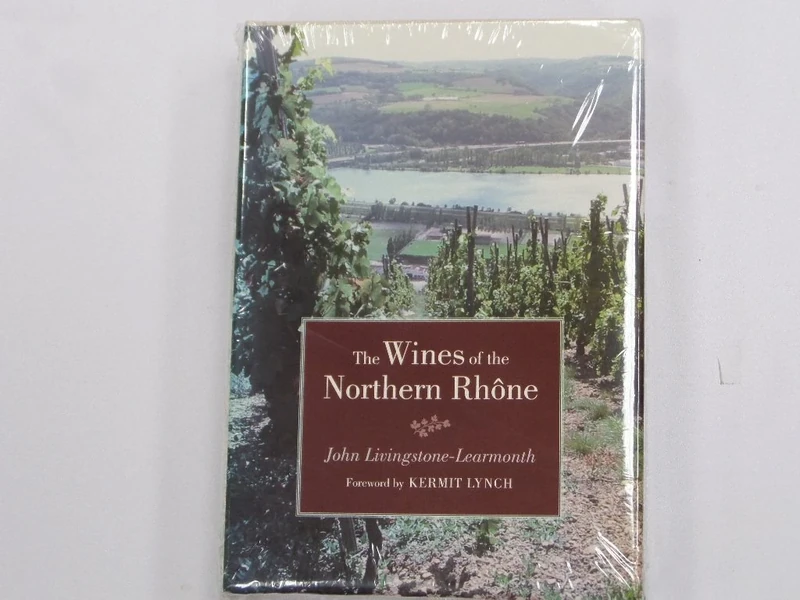 The Wines of the
Northern Rhône
John Livingstone-Learmonth
Foreword by KERMIT LYNCH